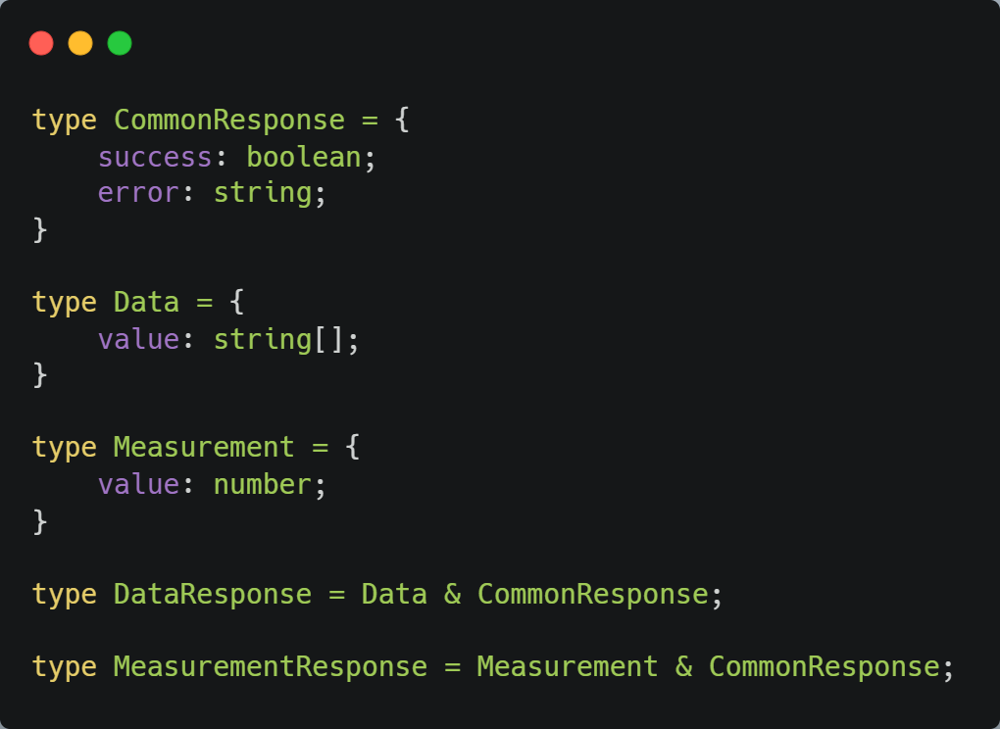 type CommonResponse = {
    success: boolean;
    error: string;
}

type Data = {
    value: string[];
}

type Measurement = {
    value: number;
}

type DataResponse = Data & CommonResponse;

type MeasurementResponse = Measurement & CommonResponse;